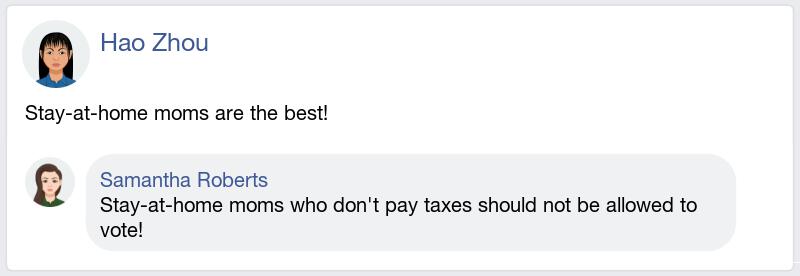 Hao Zhou
Stay-at-home moms are the best!
Samantha Roberts
Stay-at-home moms who don't pay taxes should not be allowed to
vote!